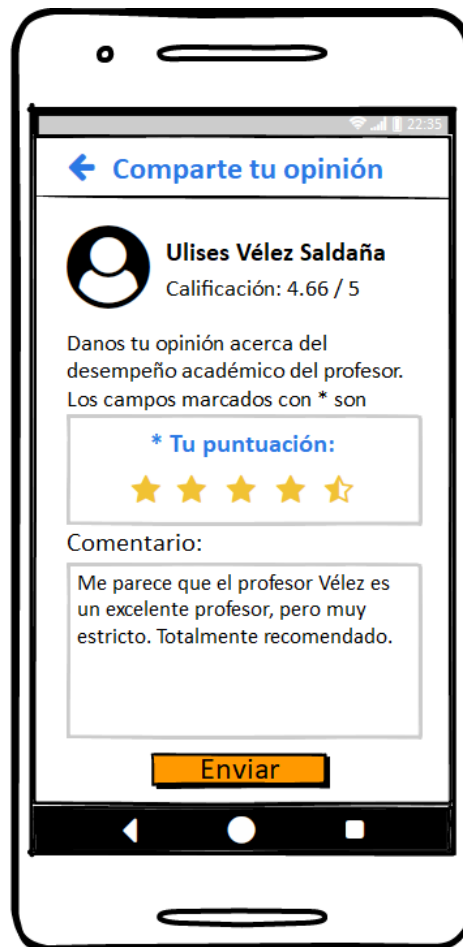 22:35
Comparte tu opinión
Ulises Vélez Saldaña
Calificación: 4.66 / 5
Danos tu opinión acerca del
desempeño académico del profesor.
Los campos marcados con * son
* Tu puntuación:
Comentario:
Me parece que el profesor Vélez es
un excelente profesor, pero muy
estricto. Totalmente recomendado.
Enviar